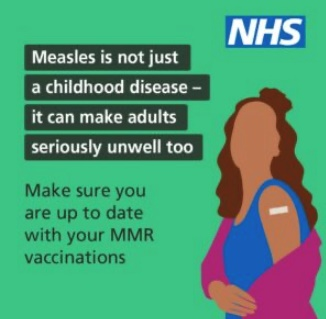 NHS
Measles is not just
a childhood disease –
it can make adults
seriously unwell too
Make sure you
are up to date
with your MMR
vaccinations